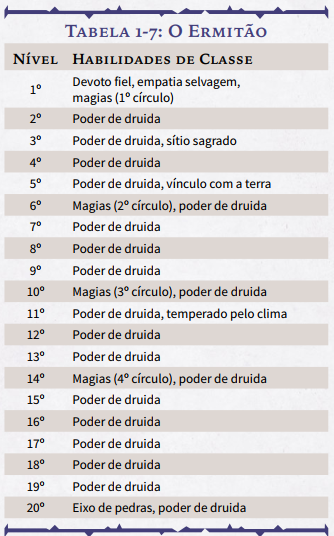 Tabela 1-7: O Ermitão
Nível Habilidades de Classe
1º Devoto fiel, empatia selvagem,
magias (1º círculo)
2º Poder de druida
3º Poder de druida, sítio sagrado
4º Poder de druida
5º Poder de druida, vínculo com a terra
6º Magias (2º círculo), poder de druida
7º Poder de druida
8º Poder de druida
9º Poder de druida
10º Magias (3º círculo), poder de druida
11º Poder de druida, temperado pelo clima
12º Poder de druida
13º Poder de druida
14º Magias (4º círculo), poder de druida
15º Poder de druida
16º Poder de druida
17º Poder de druida
18º Poder de druida
19º Poder de druida
20º Eixo de pedras, poder de druida